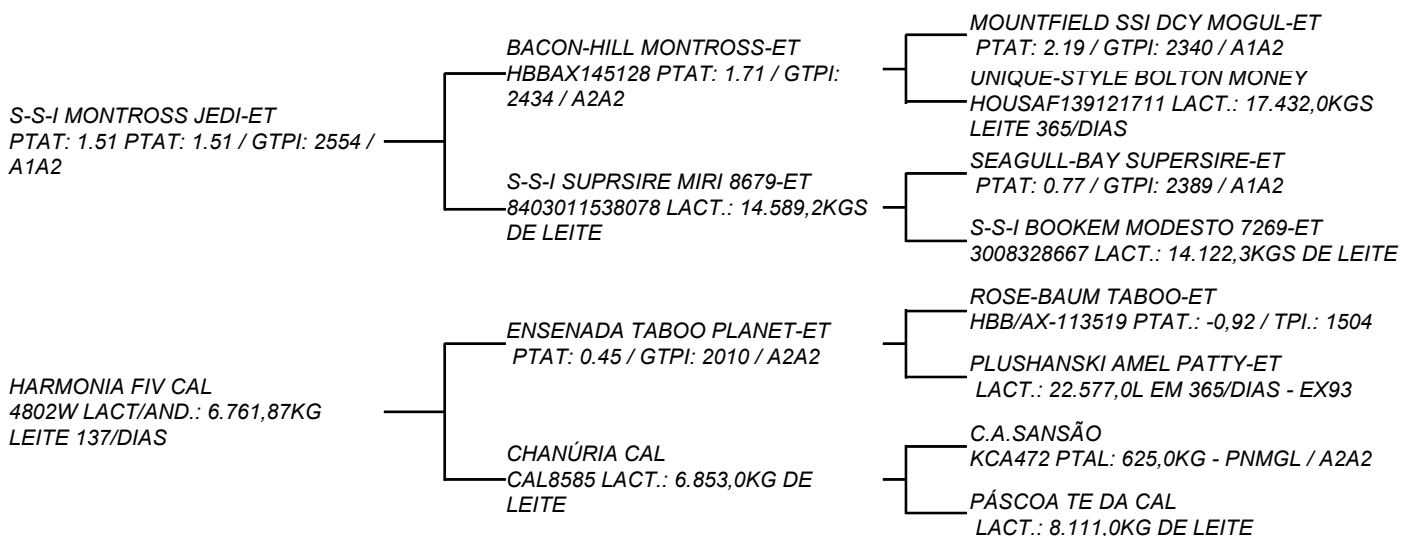 S-S-I MONTROSS JEDI-ET
PTAT: 1.51 PTAT: 1.51 / GTPI: 2554 /
A1A2
BACON-HILL MONTROSS-ET
HBBAX145128 PTAT: 1.71 / GTPI:
2434 / A2A2
MOUNTFIELD SSI DCY MOGUL-ET
PTAT: 2.19 / GTPI: 2340 / A1A2
UNIQUE-STYLE BOLTON MONEY
HOUSAF139121711 LACT.: 17.432,0KGS
LEITE 365/DIAS
S-S-I SUPRSIRE MIRI 8679-ET
8403011538078 LACT.: 14.589,2KGS
DE LEITE
SEAGULL-BAY SUPERSIRE-ET
PTAT: 0.77 / GTPI: 2389 / A1A2
S-S-I BOOKEM MODESTO 7269-ET
3008328667 LACT.: 14.122,3KGS DE LEITE
HARMONIA FIV CAL
4802W LACT/AND.: 6.761,87KG
LEITE 137/DIAS
ENSENADA TABOO PLANET-ET
PTAT: 0.45 / GTPI: 2010 / A2A2
ROSE-BAUM TABOO-ET
HBB/AX-113519 PTAT.: -0,92 / TPI.: 1504
PLUSHANSKI AMEL PATTY-ET
LACT.: 22.577,0L EM 365/DIAS - EX93
CHANÚRIA CAL
CAL8585 LACT.: 6.853,0KG DE
LEITE
C.A.SANSÃO
KCA472 PTAL: 625,0KG - PNMGL / A2A2
PÁSCOA TE DA CAL
LACT.: 8.111,0KG DE LEITE